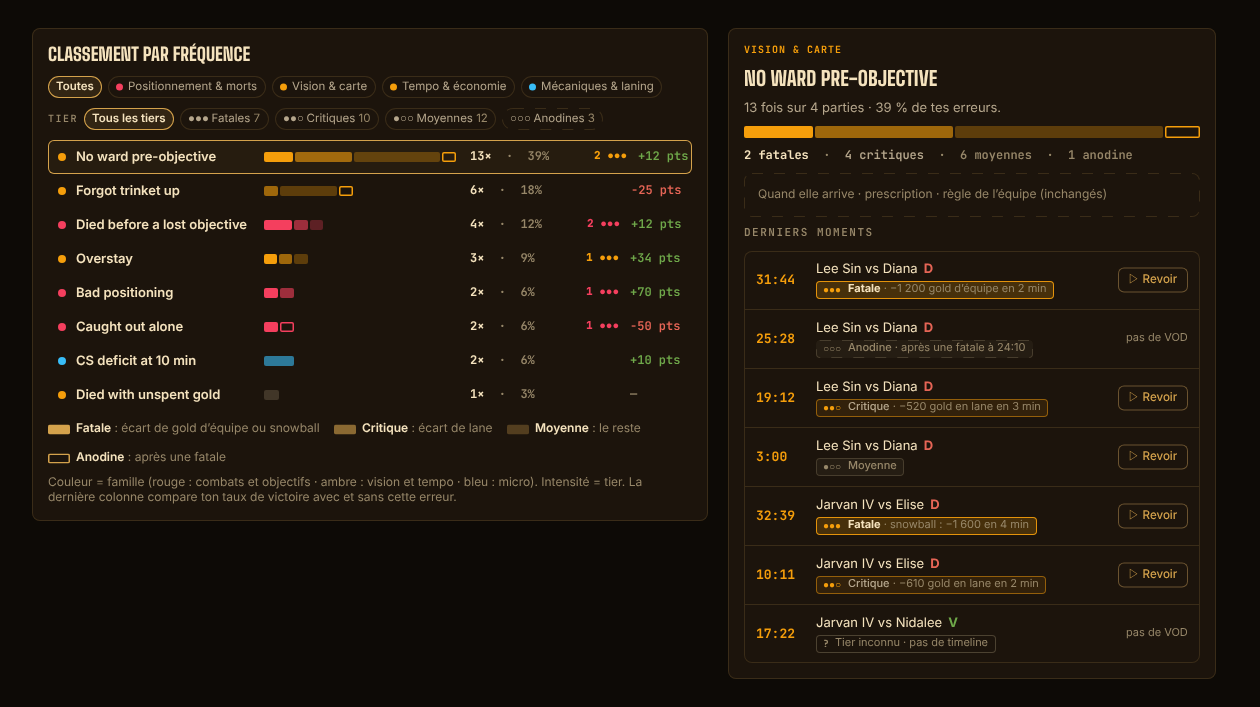 CLASSEMENT PAR FRÉQUENCE
Toutes Positionnement & morts Vision & carte Tempo & économie Mécaniques & laning
TIER Tous les tiers ●●● Fatales 7 ●●○ Critiques 10 ●○○ Moyennes 12 ○○○ Anodines 3
No ward pre-objective 13× · 39% 2 ●●● +12 pts
Forgot trinket up 6× · 18% -25 pts
Died before a lost objective 4× · 12% 2 ●●● +12 pts
Overstay 3× · 9% 1 ●●● +34 pts
Bad positioning 2× · 6% 1 ●●● +70 pts
Caught out alone 2× · 6% 1 ●●● -50 pts
CS deficit at 10 min 2× · 6% +10 pts
Died with unspent gold 1× · 3% —
Fatale : écart de gold d’équipe ou snowball Critique : écart de lane Moyenne : le reste
Anodine : après une fatale
Couleur = famille (rouge : combats et objectifs · ambre : vision et tempo · bleu : micro). Intensité = tier. La
dernière colonne compare ton taux de victoire avec et sans cette erreur.
VISION & CARTE
NO WARD PRE-OBJECTIVE
13 fois sur 4 parties · 39 % de tes erreurs.
2 fatales · 4 critiques · 6 moyennes · 1 anodine
Quand elle arrive · prescription · règle de l’équipe (inchangés)
DERNIERS MOMENTS
31:44 Lee Sin vs Diana D ▷ Revoir
●●● Fatale · −1 200 gold d’équipe en 2 min
25:28 Lee Sin vs Diana D pas de VOD
○○○ Anodine · après une fatale à 24:10
19:12 Lee Sin vs Diana D ▷ Revoir
●●○ Critique · −520 gold en lane en 3 min
3:00 Lee Sin vs Diana D ▷ Revoir
●○○ Moyenne
32:39 Jarvan IV vs Elise D ▷ Revoir
●●● Fatale · snowball : −1 600 en 4 min
10:11 Jarvan IV vs Elise D ▷ Revoir
●●○ Critique · −610 gold en lane en 2 min
17:22 Jarvan IV vs Nidalee V pas de VOD
? Tier inconnu · pas de timeline